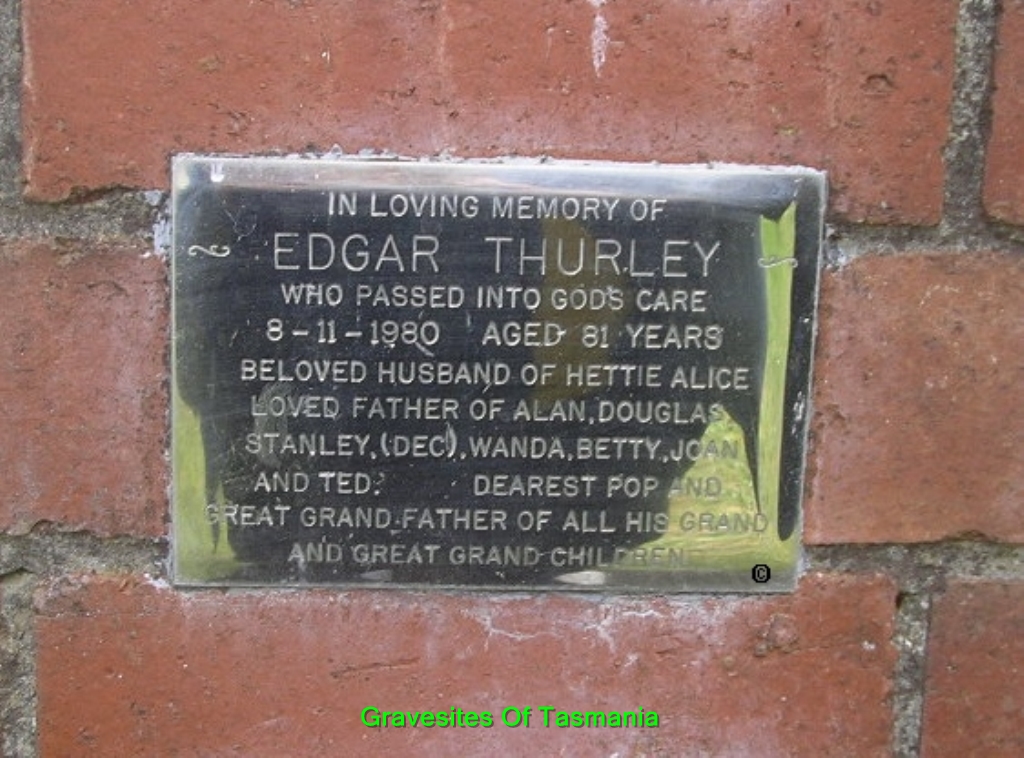 IN LOVING MEMORY OF
EDGAR THURLEY
WHO PASSED INTO GOD'S CARE
8-11-1980 AGED 81 YEARS
BELOVED HUSBAND OF HETTIE ALICE
LOVED FATHER OF ALAN, DOUGLAS
STANLEY, (DEC), WANDA, BETTY, JOAN
AND TED. DEAREST POP AND
GREAT GRAND-FATHER OF ALL HIS GRAND
AND GREAT GRAND CHILDREN
©
Gravesites Of Tasmania